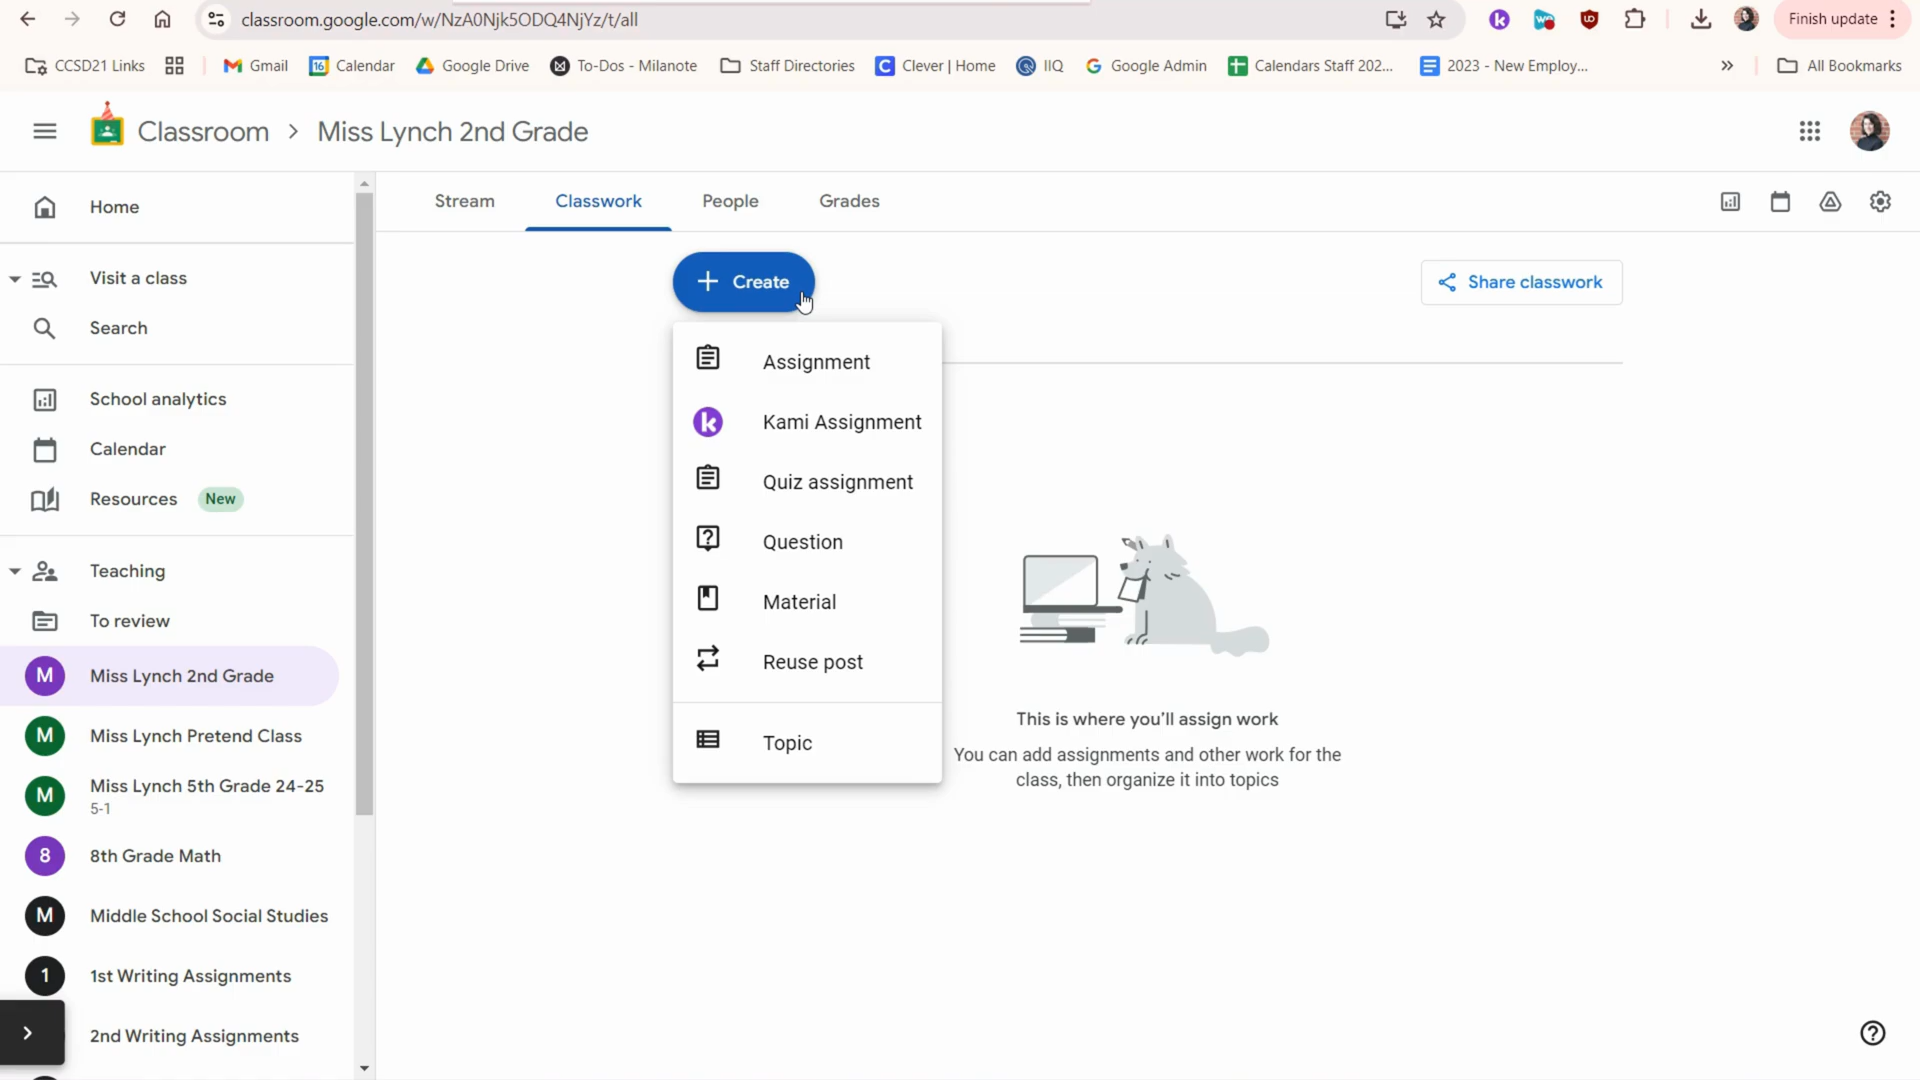 classroom.google.com/w/NzA0Njk5ODQ4NjYz/t/all
Finish update
CCSD21 Links
Gmail
Calendar
Google Drive
To-Dos - Milanote
Staff Directories
Clever | Home
IIQ
Google Admin
Calendars Staff 202...
2023 - New Employ...
All Bookmarks
Classroom > Miss Lynch 2nd Grade
Home
Stream
Classwork
People
Grades
Visit a class
Search
School analytics
Calendar
Resources New
Teaching
To review
M Miss Lynch 2nd Grade
M Miss Lynch Pretend Class
M Miss Lynch 5th Grade 24-25
5-1
8 8th Grade Math
M Middle School Social Studies
1 1st Writing Assignments
2nd Writing Assignments
+ Create
Share classwork
Assignment
Kami Assignment
Quiz assignment
Question
Material
Reuse post
Topic
This is where you'll assign work
You can add assignments and other work for the
class, then organize it into topics